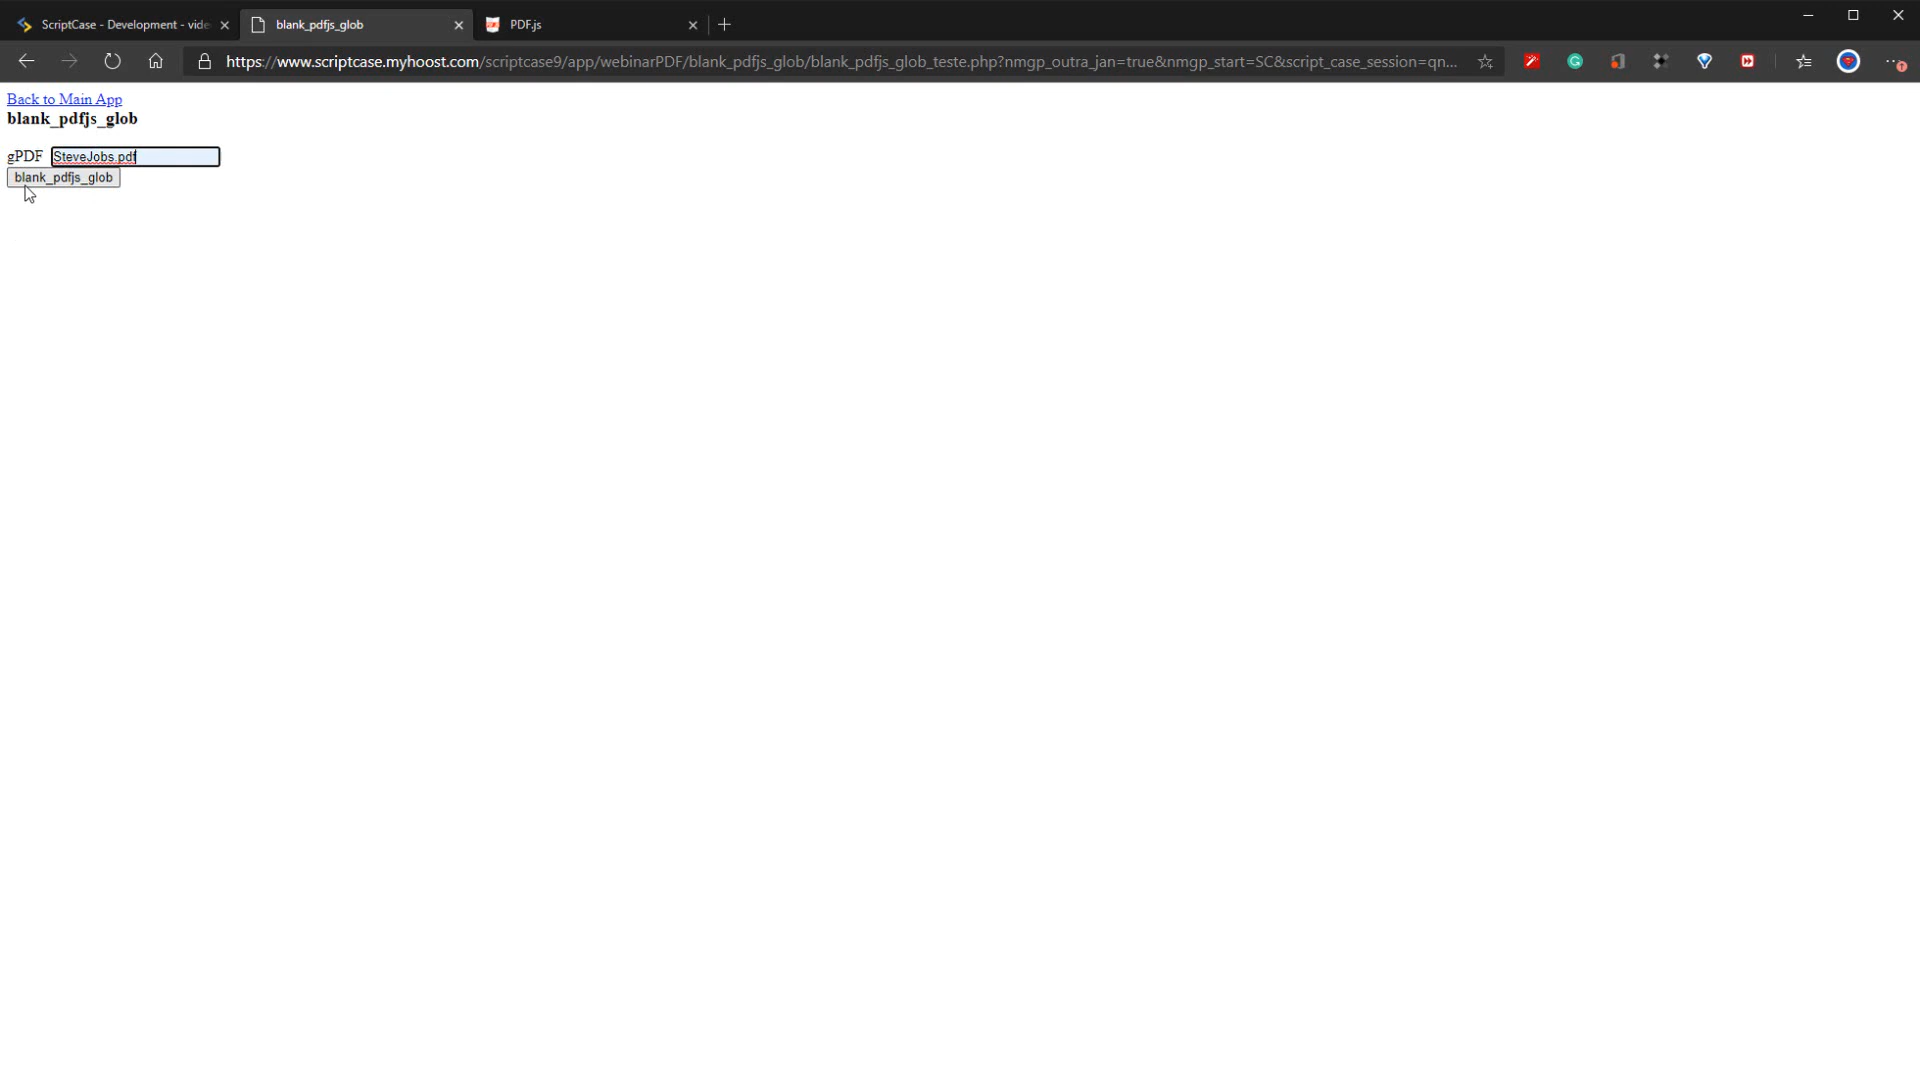 ScriptCase - Development - vide
blank_pdfjs_glob
PDF.js
https://www.scriptcase.myhoost.com/scriptcase9/app/webinarPDF/blank_pdfjs_glob/blank_pdfjs_glob_teste.php?nmgp_outra_jan=true&nmgp_start=SC&script_case_session=qn...
Back to Main App
blank_pdfjs_glob
gPDF SteveJobs.pdf
blank_pdfjs_glob